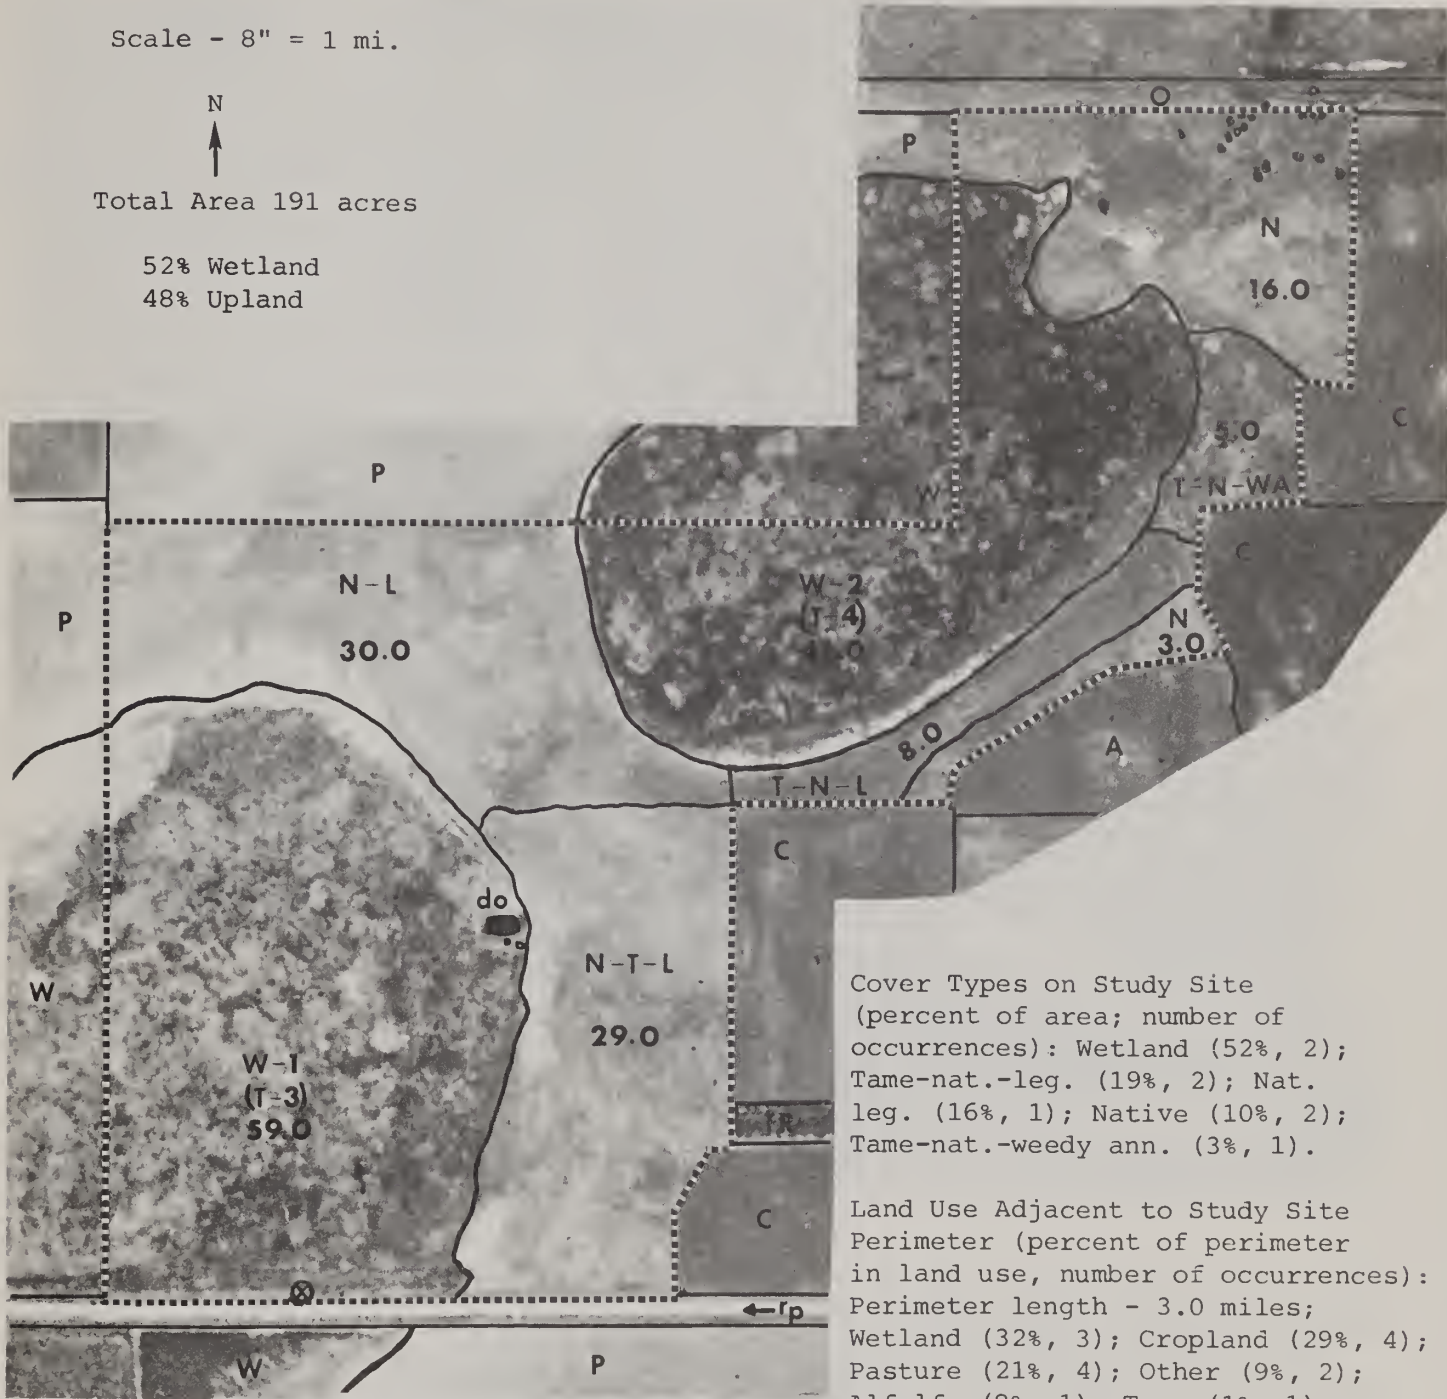 Scale - 8" = 1 mi.
N
Total Area 191 acres
52% Wetland
48% Upland
O
P
N
16.0
C
5.0
T-N-WA
P
W
C
N-L
30.0
P
W-2
(T-4)
N
3.0
8.0
A
T-N-L
C
do
N-T-L
29.0
W
W-1
(T-3)
59.0
C
rp
W
P
Cover Types on Study Site
(percent of area; number of
occurrences): Wetland (52%, 2);
Tame-nat.-leg. (19%, 2); Nat.
leg. (16%, 1); Native (10%, 2);
Tame-nat.-weedy ann. (3%, 1).
Land Use Adjacent to Study Site
Perimeter (percent of perimeter
in land use, number of occurrences):
Perimeter length - 3.0 miles;
Wetland (32%, 3); Cropland (29%, 4);
Pasture (21%, 4); Other (9%, 2);